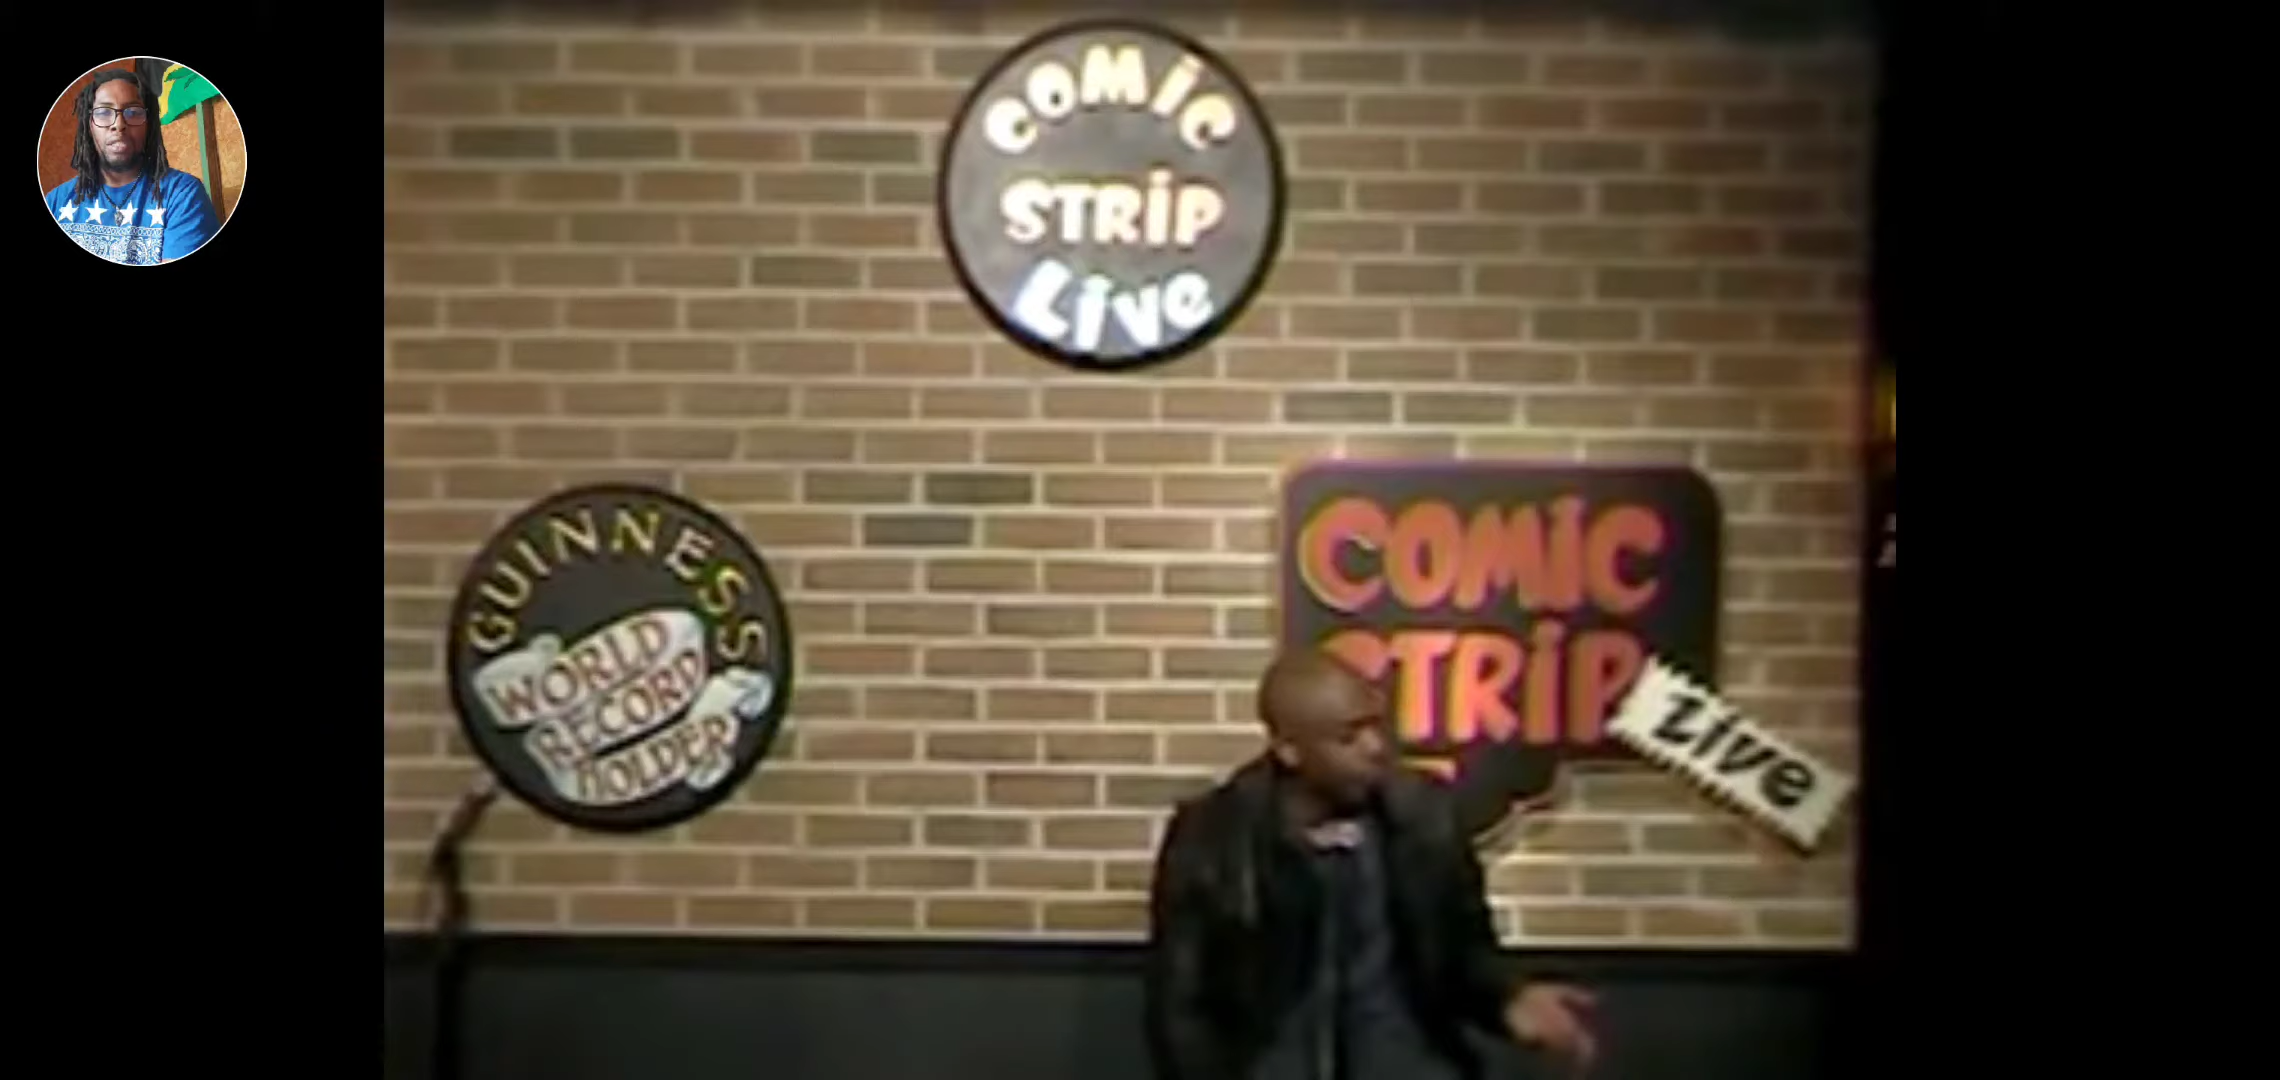 COMIC
STRIP
Live
GUINNESS
WORLD
RECORD
HOLDER
COMIC
STRIP
Live